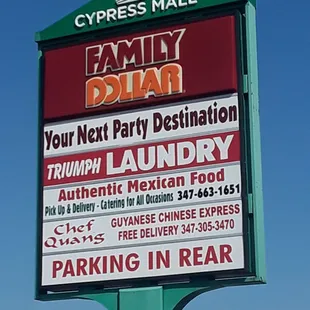 CYPRESS MALL
FAMILY
DOLLAR
Your Next Party Destination
TRIUMPH LAUNDRY
Authentic Mexican Food
Pick Up & Delivery - Catering for All Occasions 347-663-1651
Chef Quang
GUYANESE CHINESE EXPRESS
FREE DELIVERY 347-305-3470
PARKING IN REAR